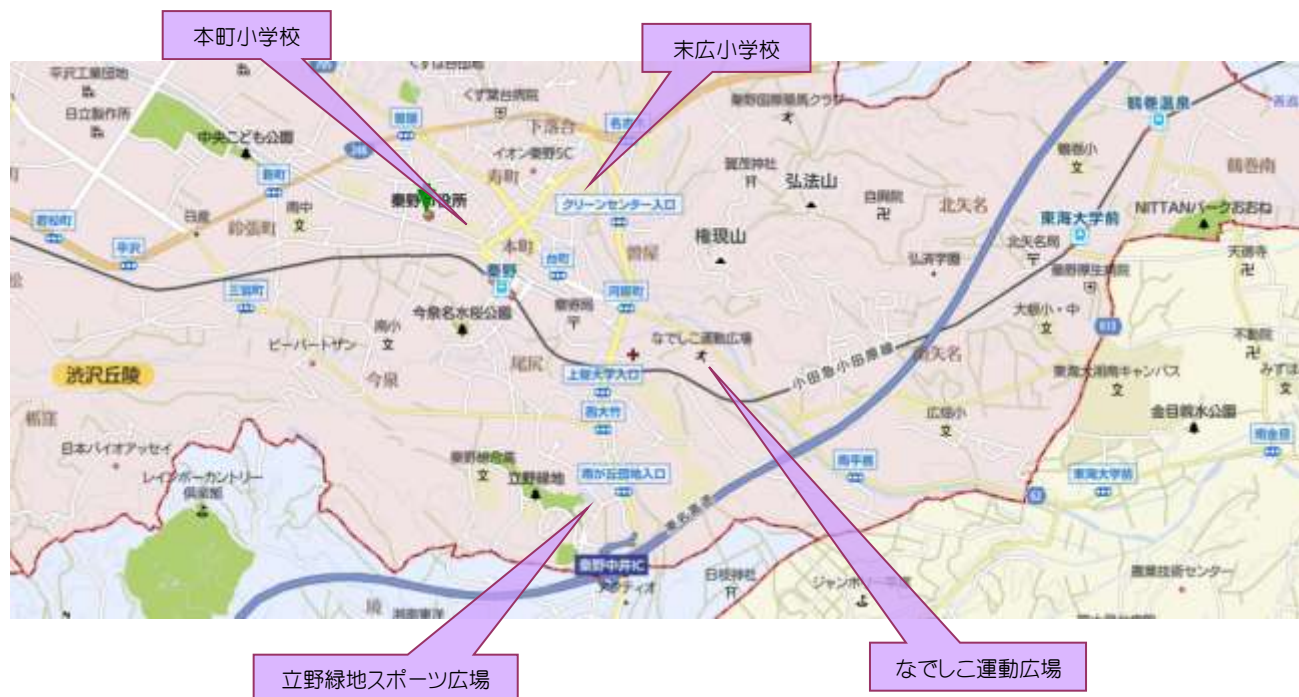 本町小学校
末広小学校
平沢工業団地
日立製作所
中央こども公園
くず葉台病院
下落合
名古木
秦野国際乗馬クラブ
鶴巻温泉
イオン秦野SC
寿町
賀茂神社
弘法山
鶴巻小
鶴巻南
秦野市役所
クリーンセンター入口
白閑院
北矢名
東海大学前
NITTANパークおおね
若松町
日産
南中
鈴張町
平沢
本町
台町
曽屋
権現山
弘済学園
北矢名局
秦野厚生病院
天徳寺
秦野
三屋町
今泉名水桜公園
南小
河原町
大根小・中
613
不動院
ビーバートザン
今泉
尾尻
なでしこ運動広場
小田急小田原線
南矢名
渋沢丘陵
上智大学入口
東海大湘南キャンパス
西大竹
広畑小
金目親水公園
日本バイオアッセイ
レインボーカントリー
倶楽部
立野緑地
南が丘団地入口
東名高速
南平橋
東海大学前
南金目
62
秦野中井IC
日枝神社
農業技術センター
立野緑地スポーツ広場
なでしこ運動広場